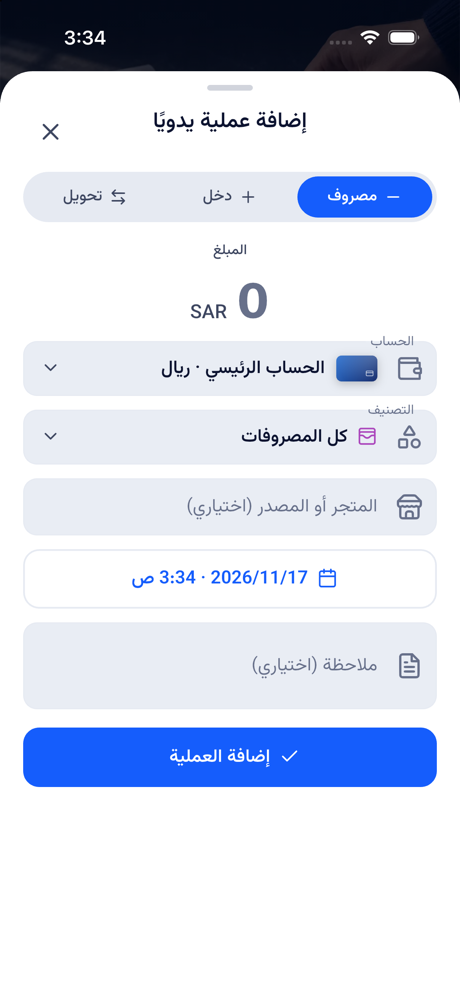 3:34
إضافة عملية يدويًا
مصروف
دخل
تحويل
المبلغ
0 SAR
الحساب
الحساب الرئيسي · ريال
التصنيف
كل المصروفات
المتجر أو المصدر (اختياري)
2026/11/17 · 3:34 ص
ملاحظة (اختياري)
إضافة العملية